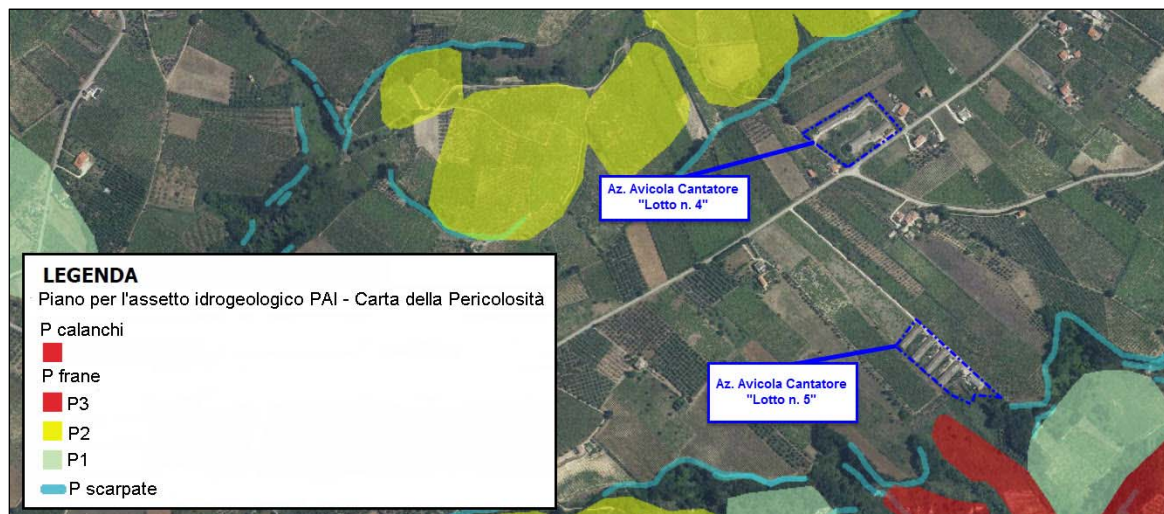 Az. Avicola Cantatore
"Lotto n. 4"
Az. Avicola Cantatore
"Lotto n. 5"
LEGENDA
Piano per l'assetto idrogeologico PAI - Carta della Pericolosità
P calanchi
P frane
P3
P2
P1
P scarpate